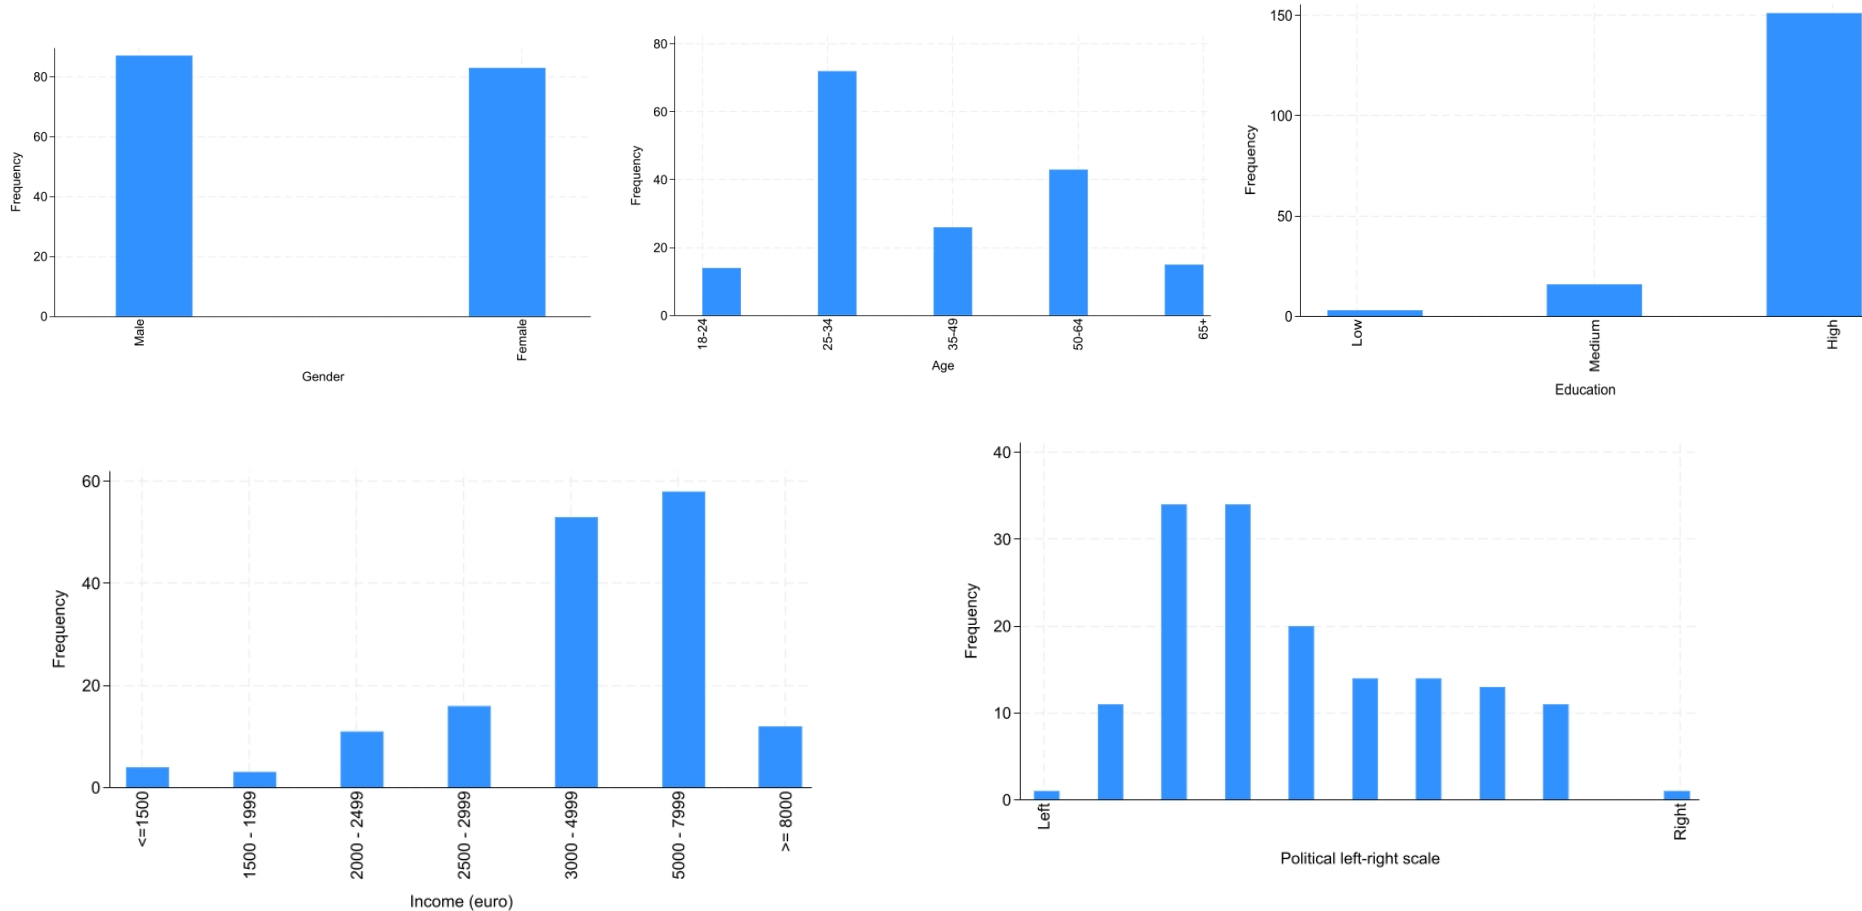 Frequency
80
60
40
20
0
Male
Female
Gender
Frequency
80
60
40
20
0
18-24
25-34
35-49
50-64
65+
Age
Frequency
150
100
50
0
Low
Medium
High
Education
Frequency
60
40
20
0
<=1500
1500 - 1999
2000 - 2499
2500 - 2999
3000 - 4999
5000 - 7999
>= 8000
Income (euro)
Frequency
40
30
20
10
0
Left
Right
Political left-right scale